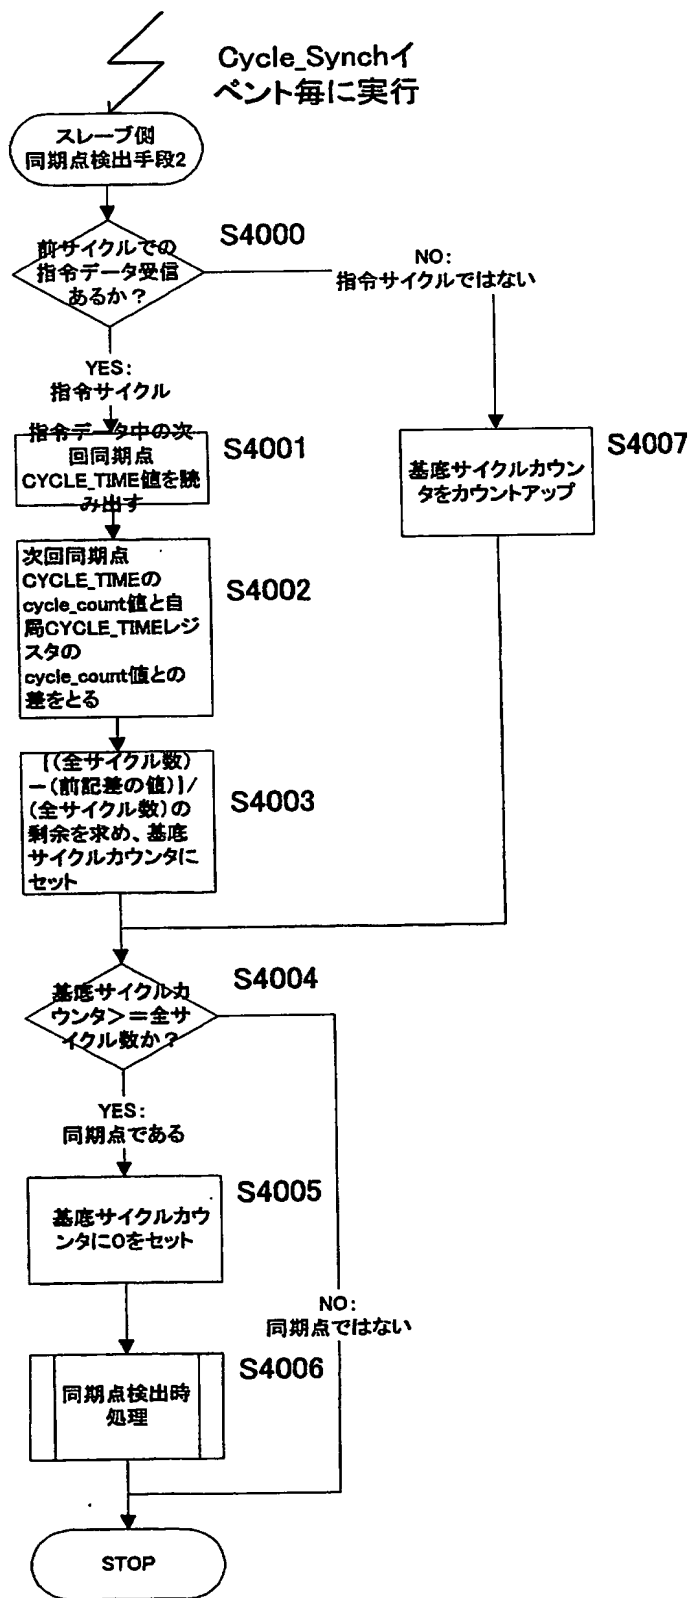 Cycle_Synchイ
ベント毎に実行
スレーブ側
同期点検出手段2
S4000
前サイクルでの
指令データ受信
あるか？
NO:
指令サイクルではない
YES:
指令サイクル
S4001
指令データ中の次
回同期点
CYCLE_TIME値を読
み出す
S4007
基底サイクルカウン
タをカウントアップ
S4002
次回同期点
CYCLE_TIMEの
cycle_count値と自
局CYCLE_TIMEレジ
スタの
cycle_count値との
差をとる
S4003
[(全サイクル数)
－(前記差の値)]/
(全サイクル数)の
剰余を求め、基底
サイクルカウンタに
セット
S4004
基底サイクルカ
ウンタ＞＝全サ
イクル数か？
YES:
同期点である
S4005
基底サイクルカウ
ンタに0をセット
NO:
同期点ではない
S4006
同期点検出時
処理
STOP